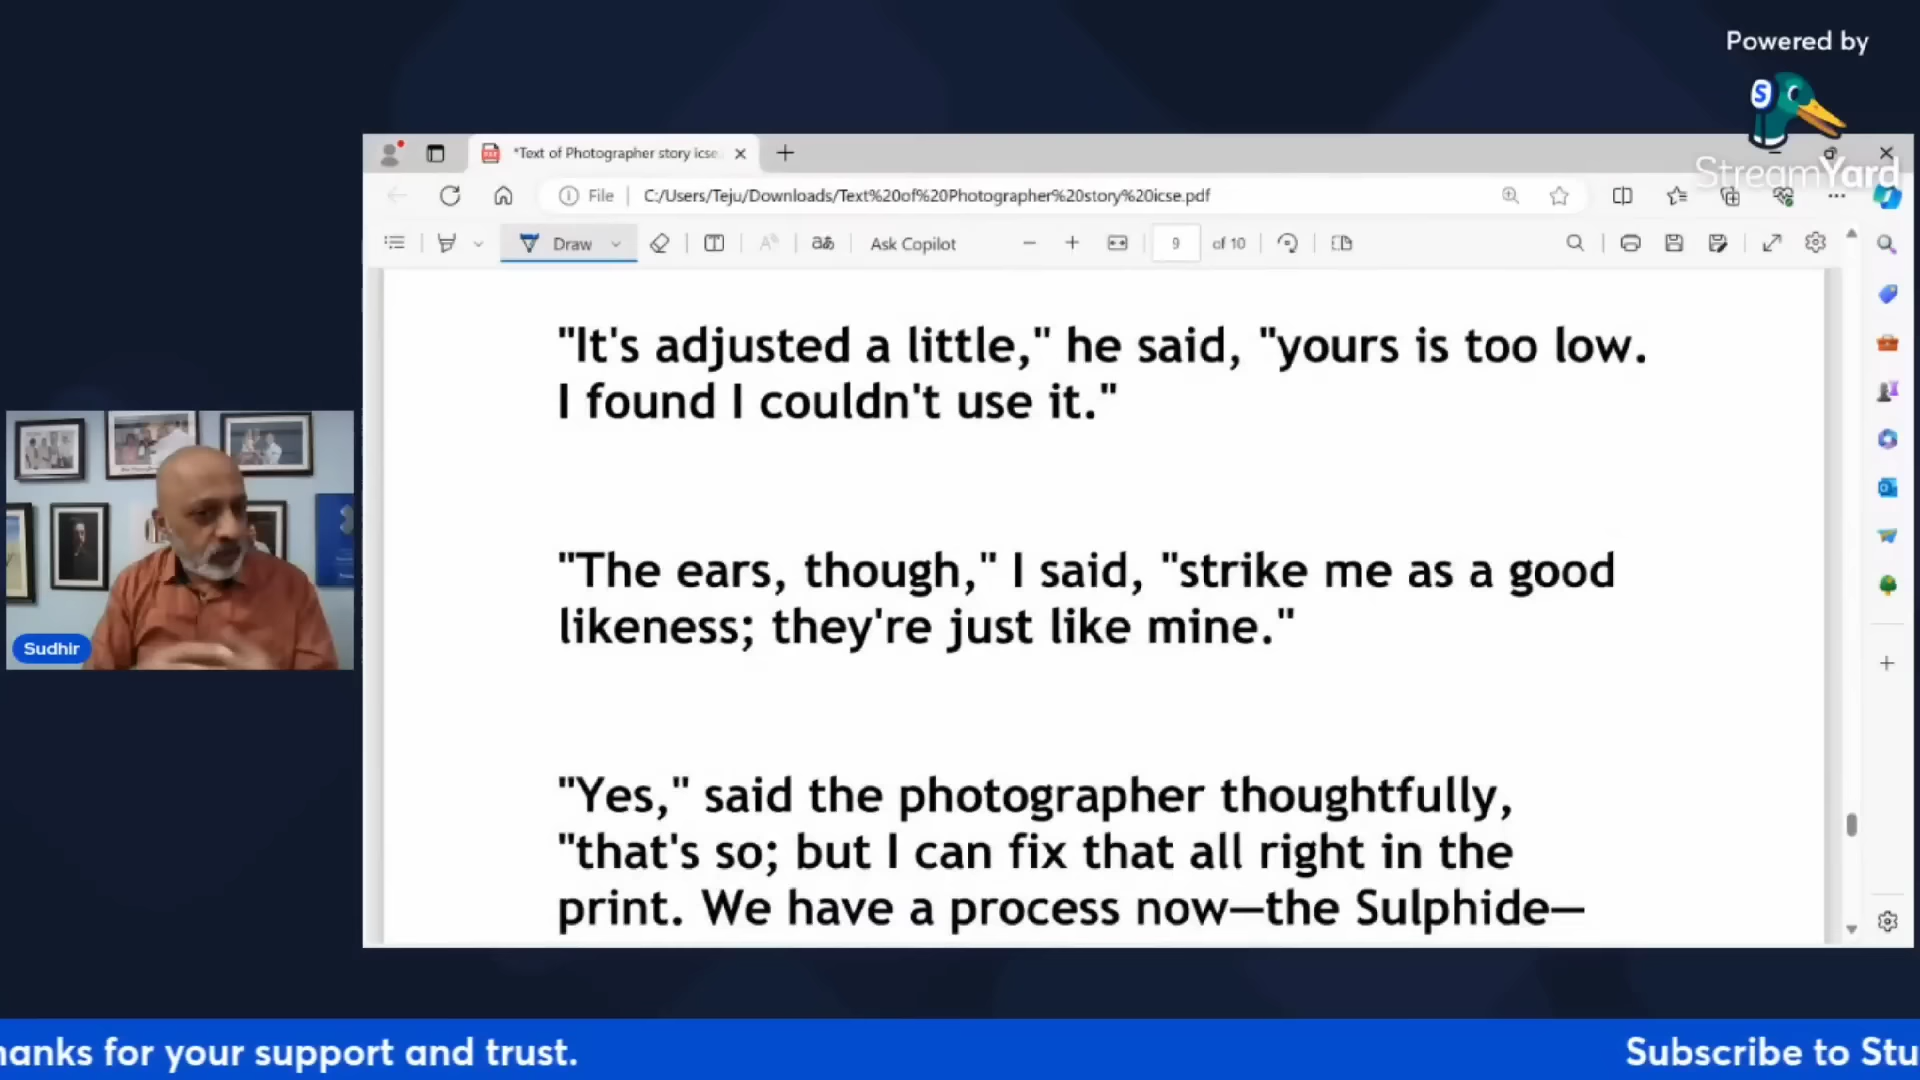 Powered by
StreamYard
*Text of Photographer story icse
File
C:/Users/Teju/Downloads/Text%20of%20Photographer%20story%20icse.pdf
Draw
Ask Copilot
9
of 10
"It's adjusted a little," he said, "yours is too low.
I found I couldn't use it."
"The ears, though," I said, "strike me as a good
likeness; they're just like mine."
"Yes," said the photographer thoughtfully,
"that's so; but I can fix that all right in the
print. We have a process now—the Sulphide—
Sudhir
hanks for your support and trust.
Subscribe to Stu